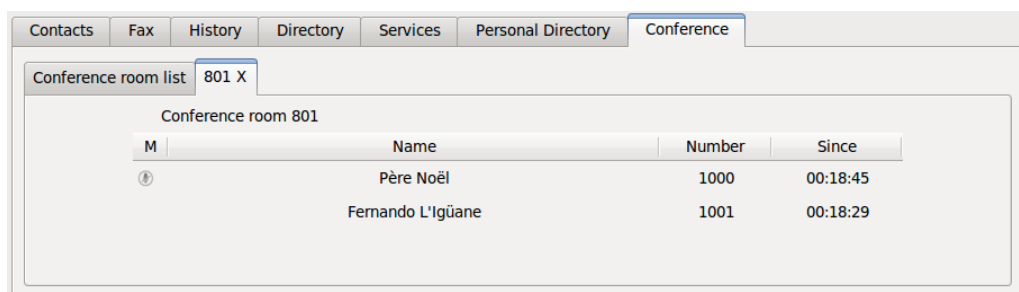 Contacts Fax History Directory Services Personal Directory Conference
Conference room list 801 X
Conference room 801
M Name Number Since
Père Noël 1000 00:18:45
Fernando L'Igüane 1001 00:18:29